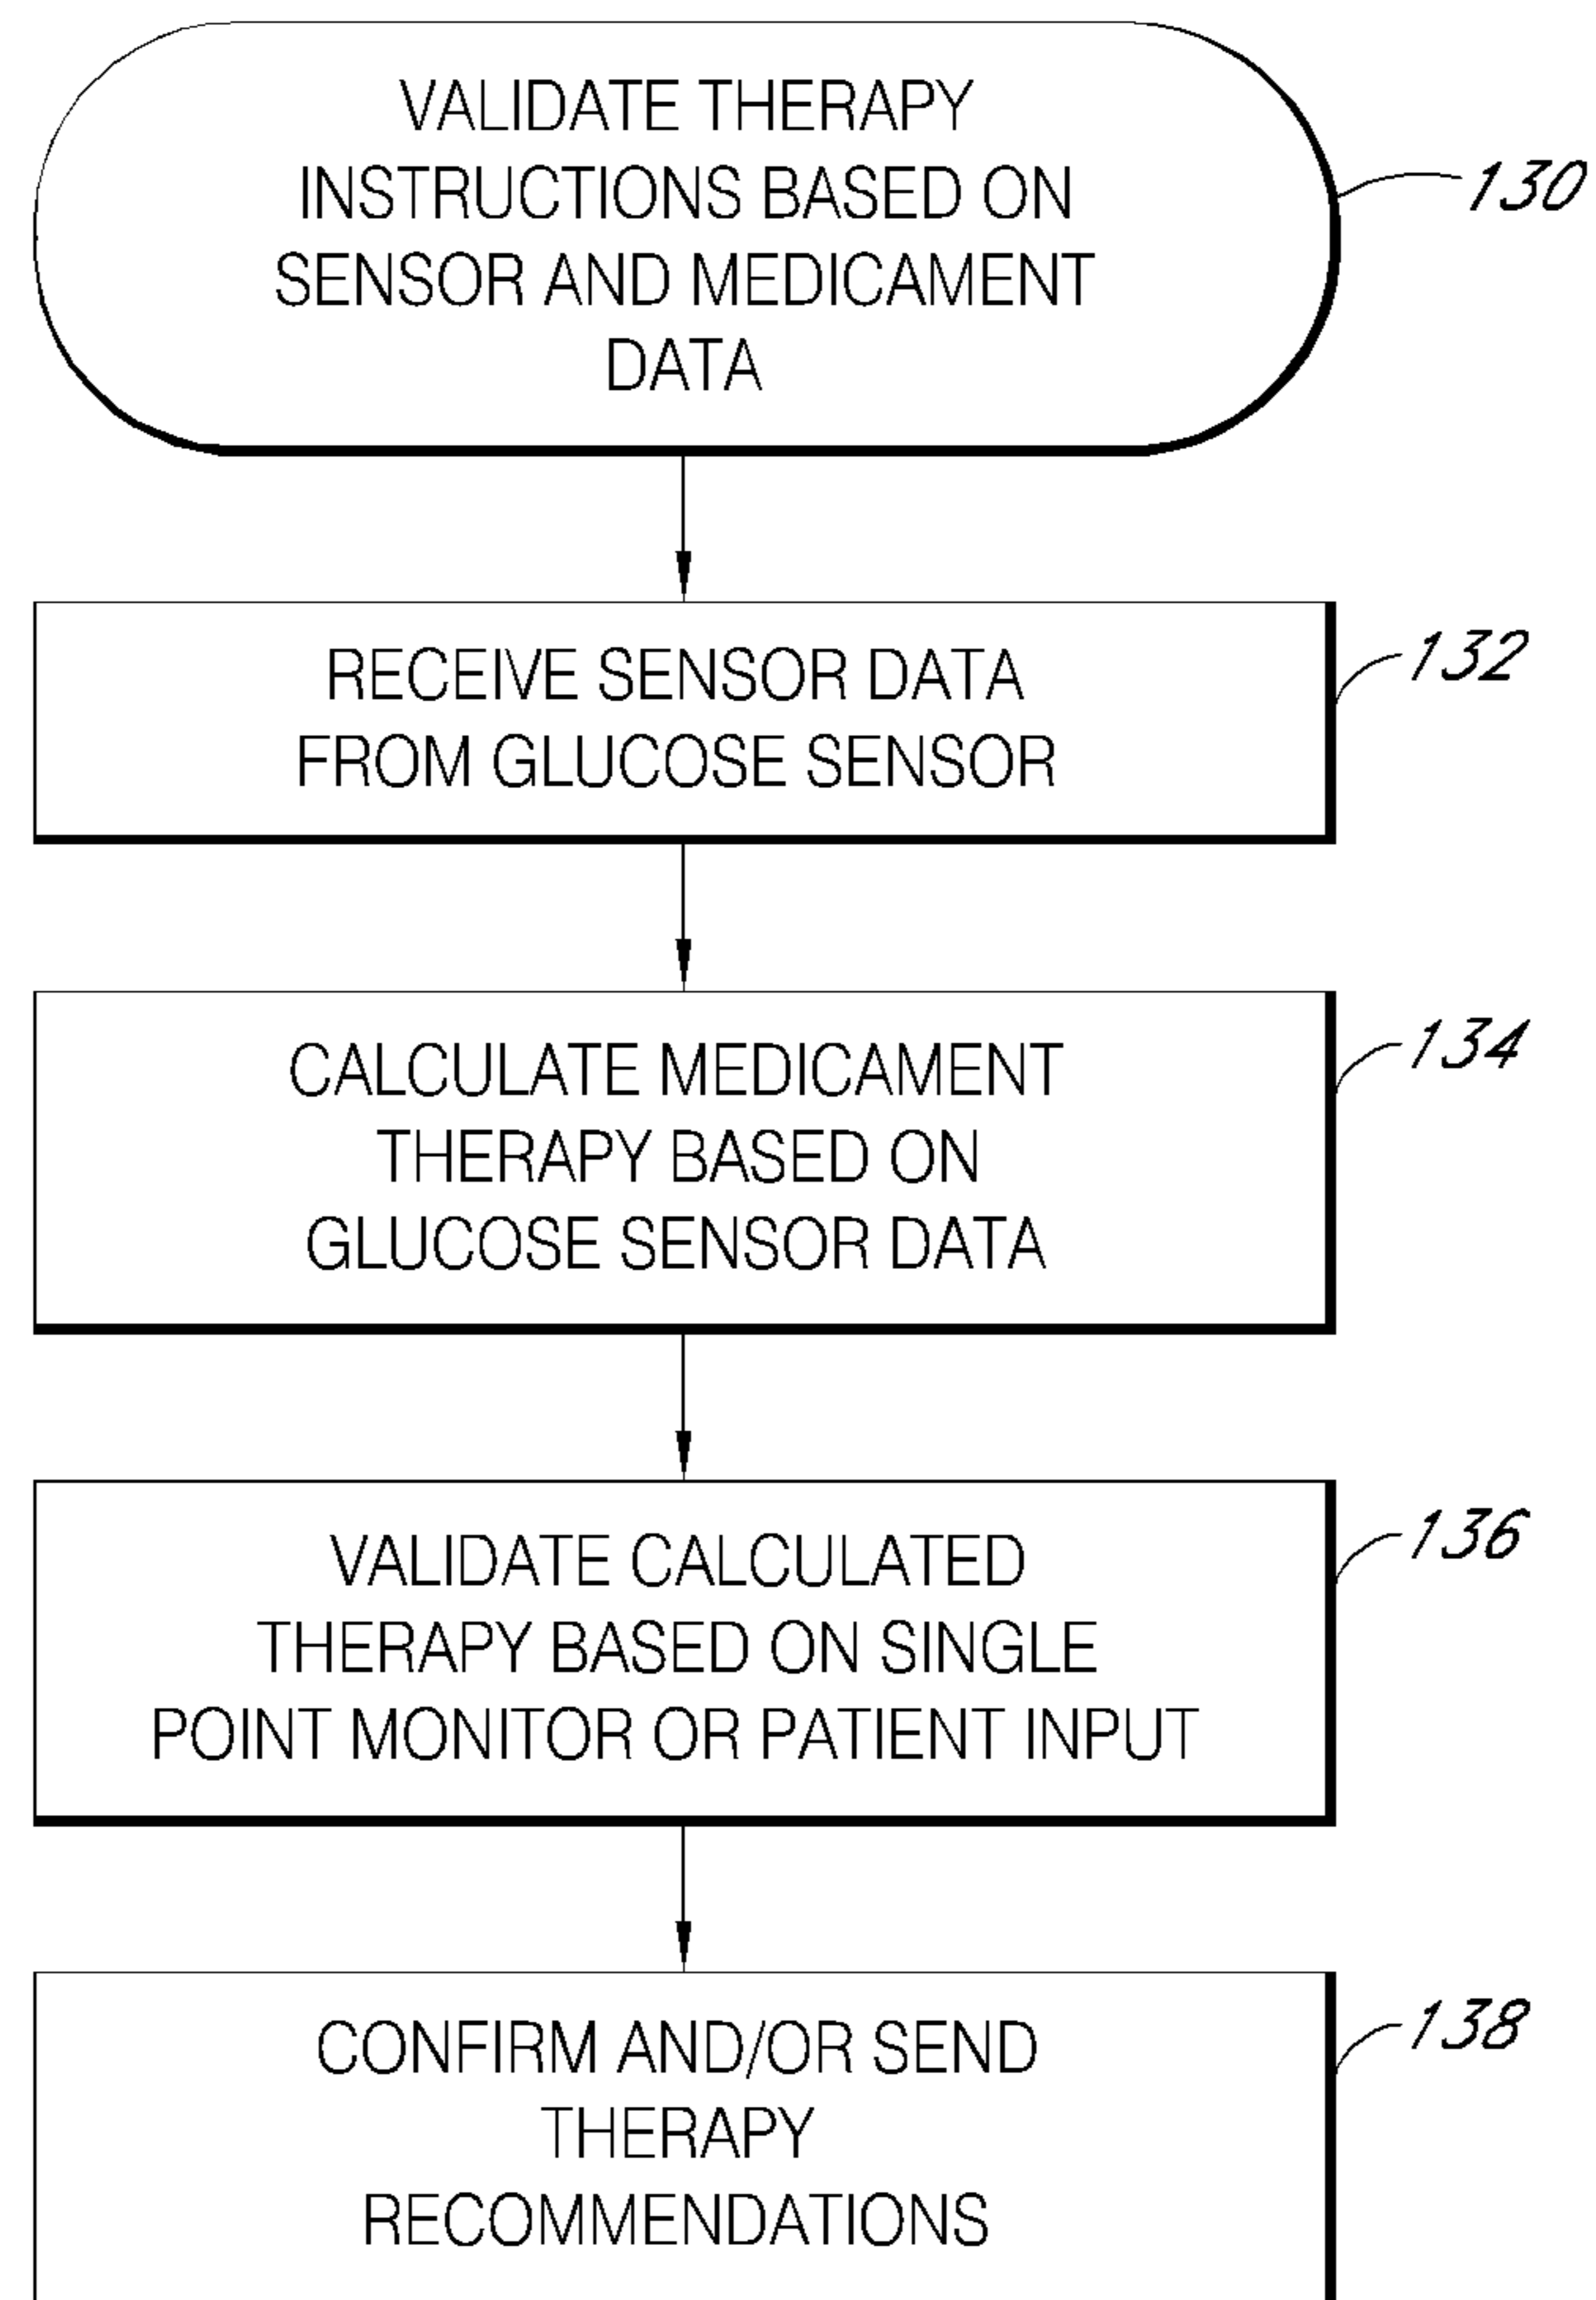 VALIDATE THERAPY
INSTRUCTIONS BASED ON
SENSOR AND MEDICAMENT
DATA
130
RECEIVE SENSOR DATA
FROM GLUCOSE SENSOR
132
CALCULATE MEDICAMENT
THERAPY BASED ON
GLUCOSE SENSOR DATA
134
VALIDATE CALCULATED
THERAPY BASED ON SINGLE
POINT MONITOR OR PATIENT INPUT
136
CONFIRM AND/OR SEND
THERAPY
RECOMMENDATIONS
138